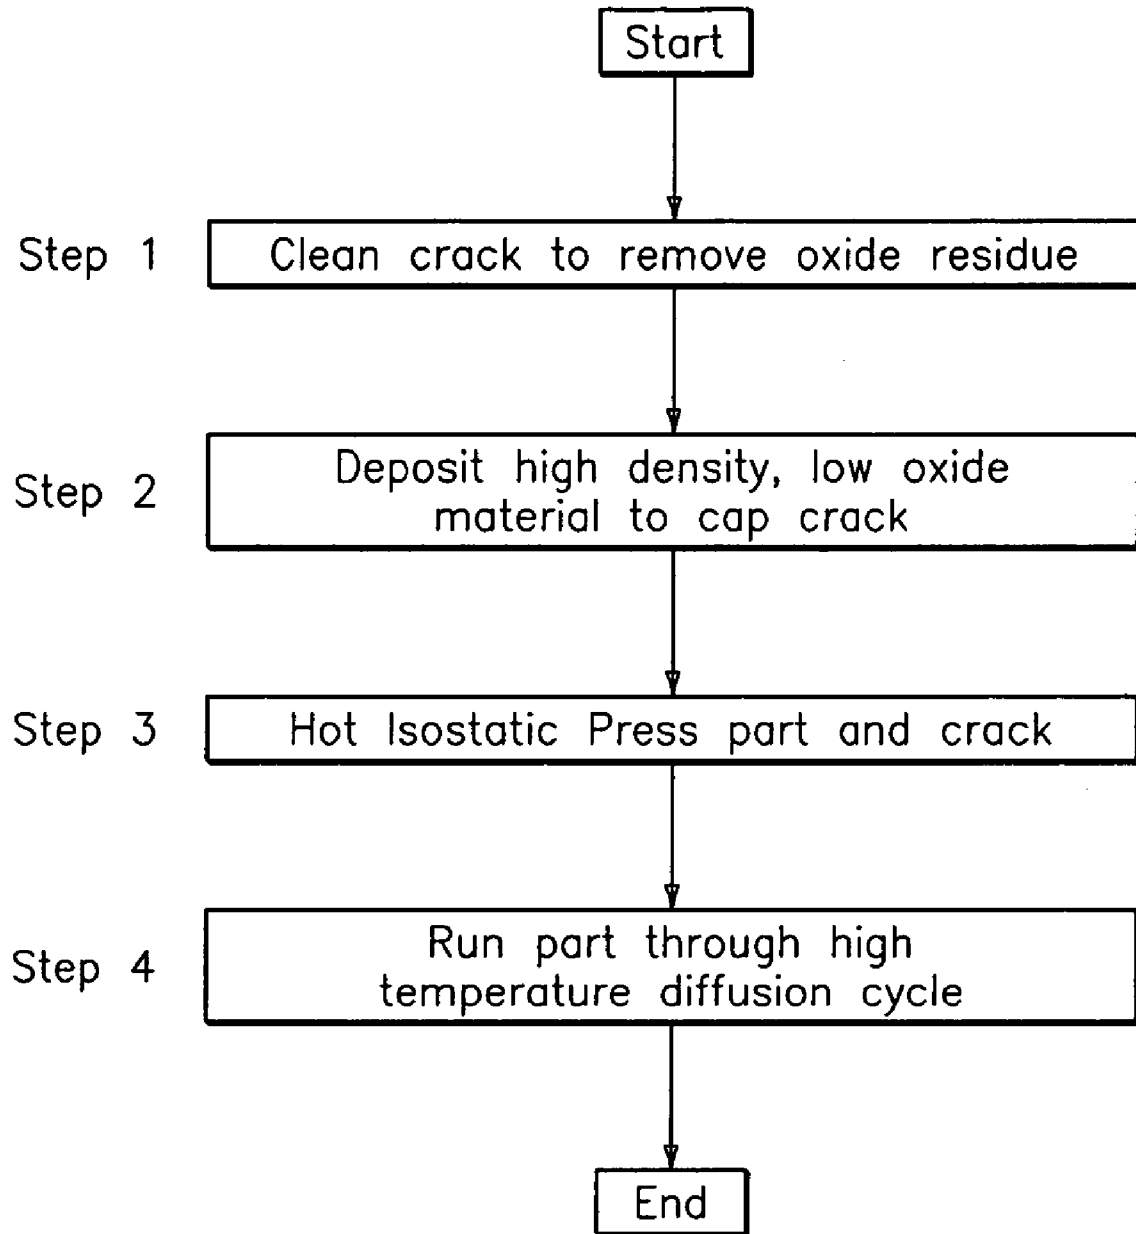 Start
Step 1
Clean crack to remove oxide residue
Step 2
Deposit high density, low oxide
material to cap crack
Step 3
Hot Isostatic Press part and crack
Step 4
Run part through high
temperature diffusion cycle
End